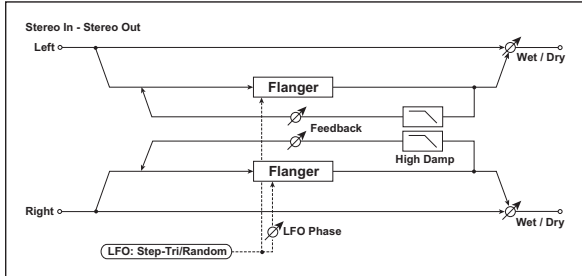 Stereo In - Stereo Out
Left
Wet / Dry
Flanger
Feedback
High Damp
Flanger
LFO Phase
Right
Wet / Dry
LFO: Step-Tri/Random